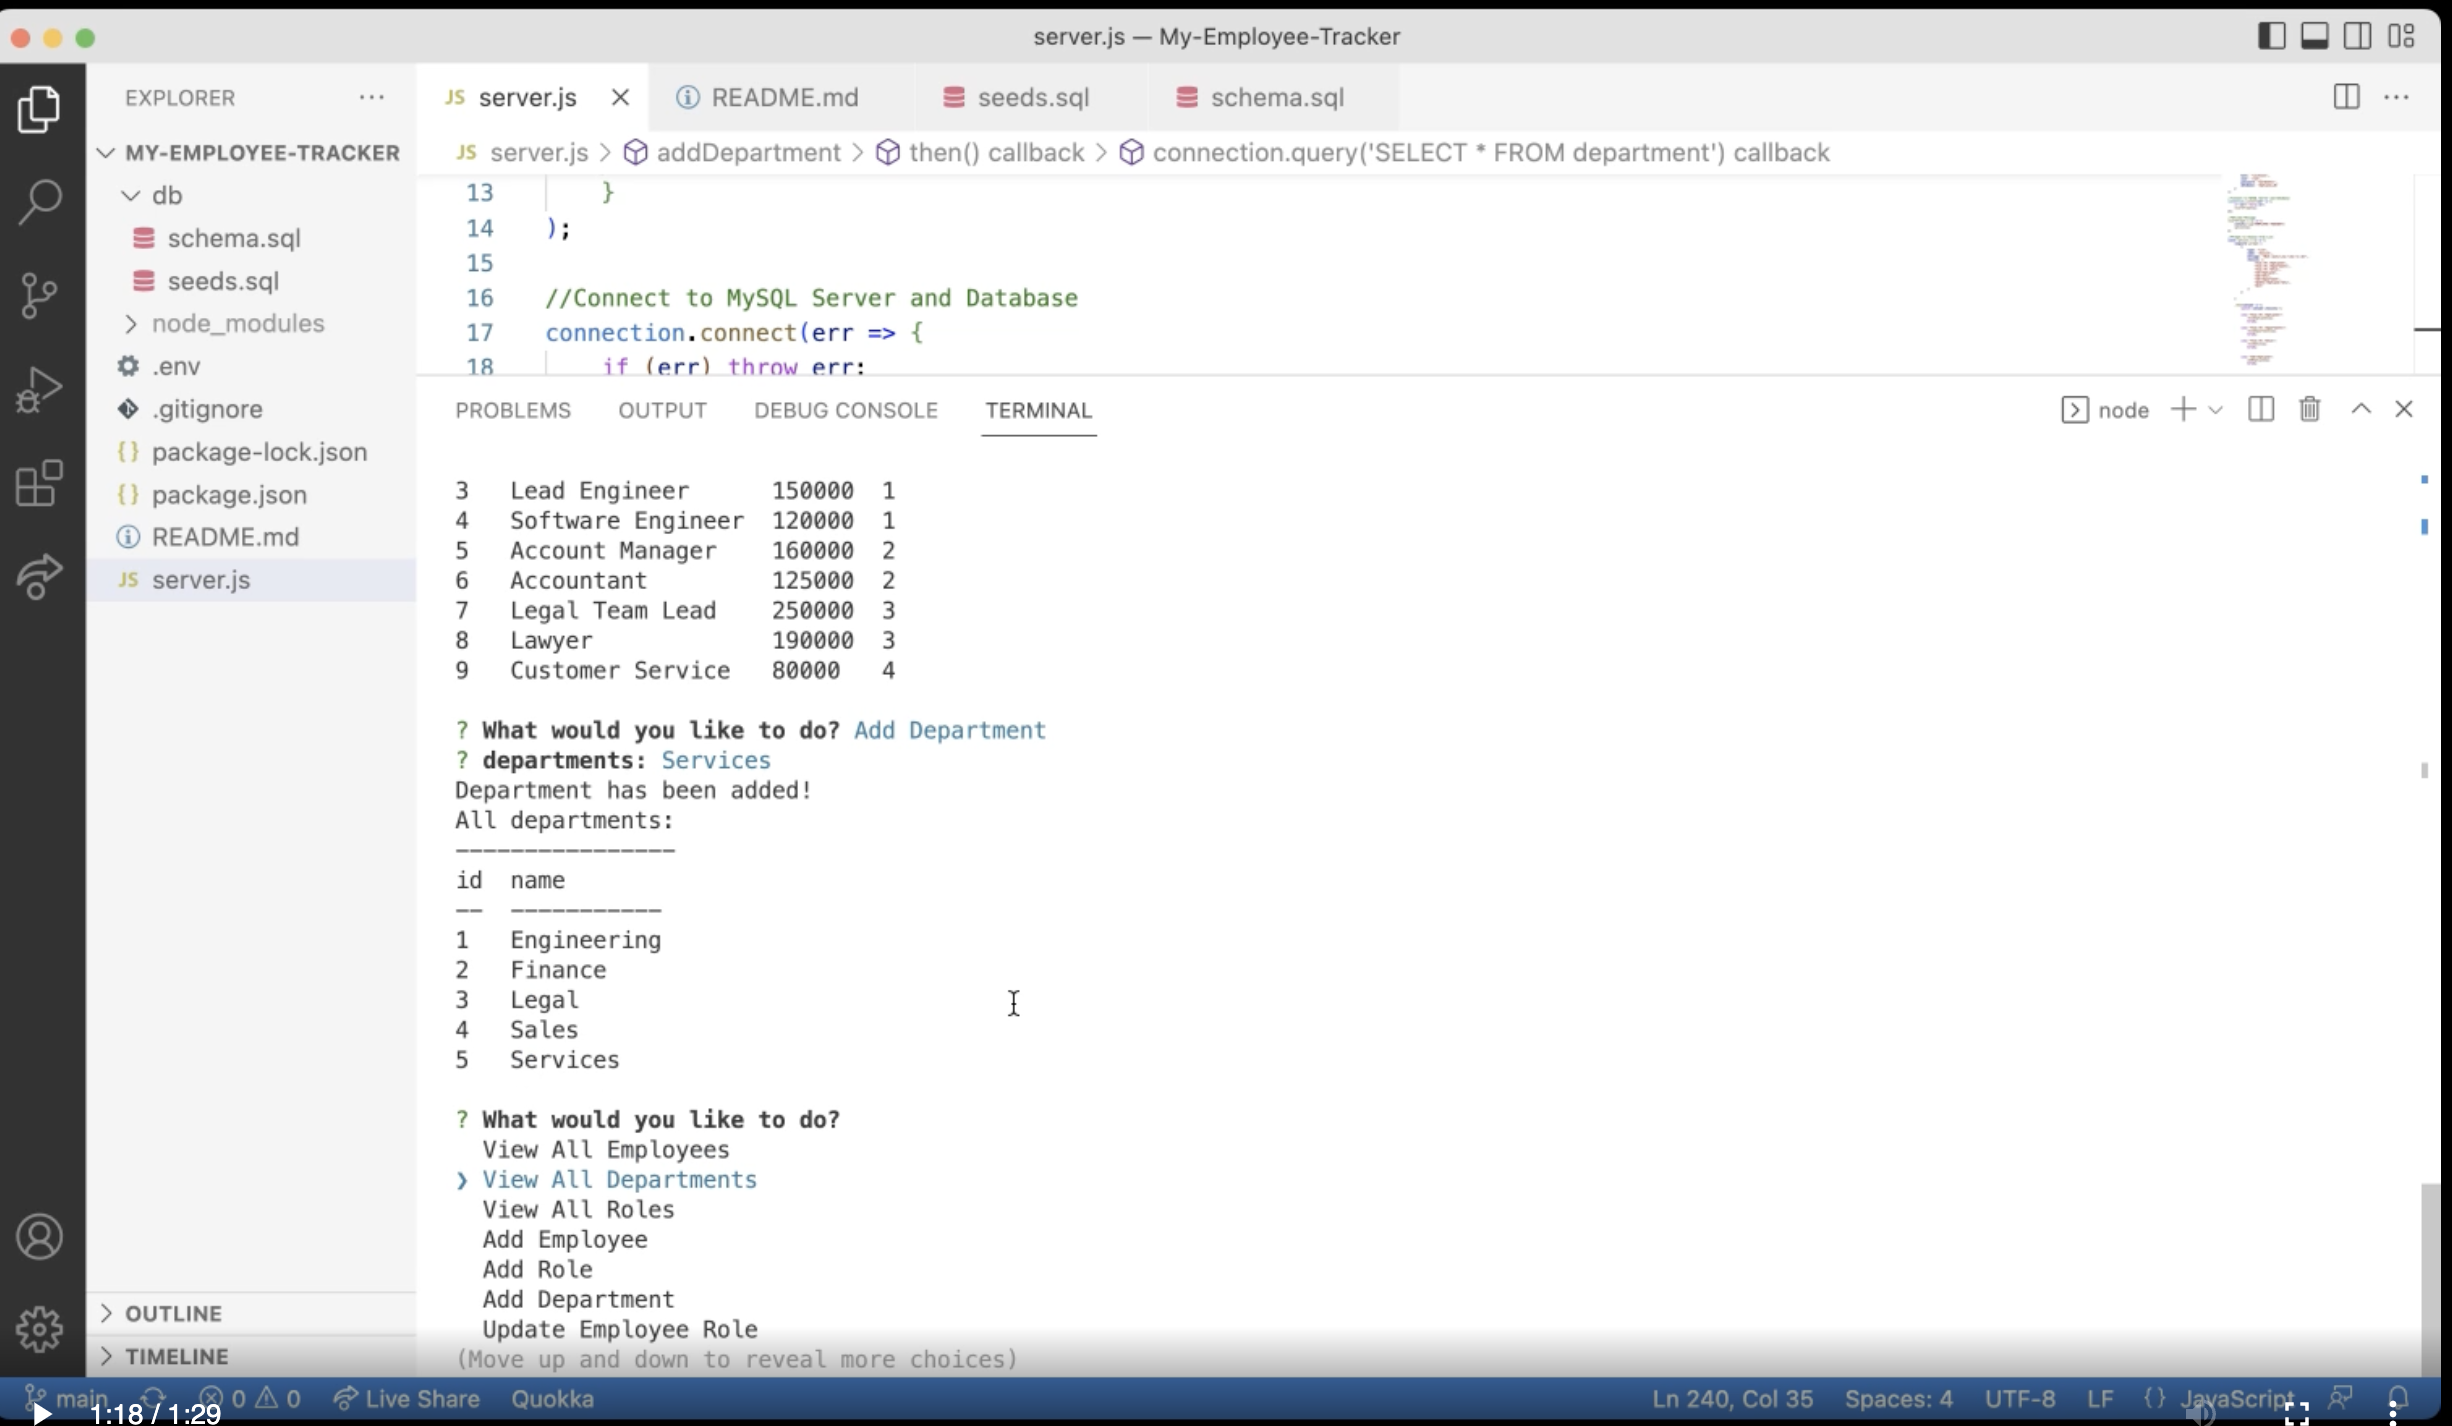 server.js — My-Employee-Tracker
EXPLORER
MY-EMPLOYEE-TRACKER
db
schema.sql
seeds.sql
node_modules
.env
.gitignore
package-lock.json
package.json
README.md
JS server.js
OUTLINE
TIMELINE
JS server.js
README.md
seeds.sql
schema.sql
JS server.js > addDepartment > then() callback > connection.query('SELECT * FROM department') callback
13 }
14 );
15
16 //Connect to MySQL Server and Database
17 connection.connect(err => {
18 if (err) throw err;
PROBLEMS OUTPUT DEBUG CONSOLE TERMINAL
node
3 Lead Engineer 150000 1
4 Software Engineer 120000 1
5 Account Manager 160000 2
6 Accountant 125000 2
7 Legal Team Lead 250000 3
8 Lawyer 190000 3
9 Customer Service 80000 4
? What would you like to do? Add Department
? departments: Services
Department has been added!
All departments:
----------------
id name
-- -----------
1 Engineering
2 Finance
3 Legal
4 Sales
5 Services
? What would you like to do?
View All Employees
❯ View All Departments
View All Roles
Add Employee
Add Role
Add Department
Update Employee Role
(Move up and down to reveal more choices)
main 0 0 Live Share Quokka Ln 240, Col 35 Spaces: 4 UTF-8 LF {} JavaScript
1:18 / 1:29